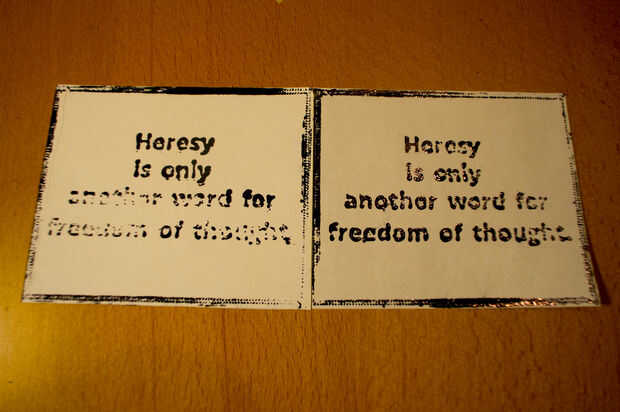 Heresy
is only
another word for
freedom of thought.
Heresy
is only
another word for
freedom of thought.